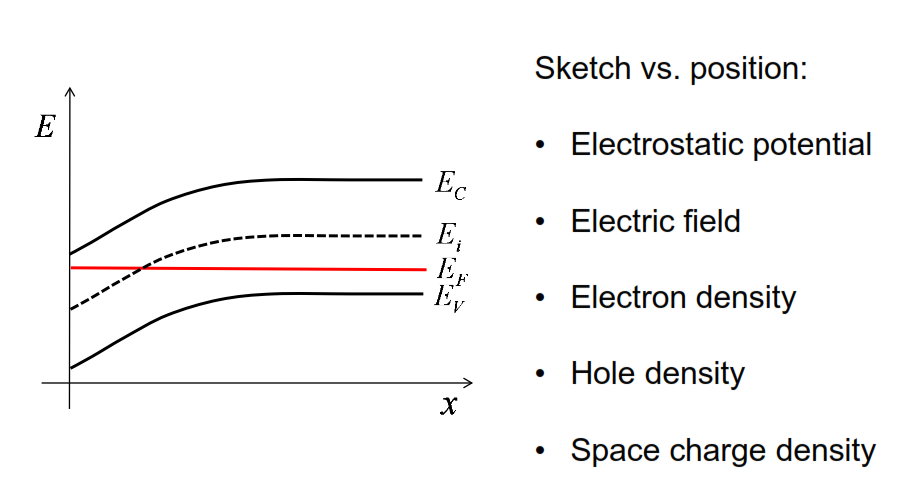 Sketch vs. position:
E
• Electrostatic potential
E_C
• Electric field
E_i
E_F
E_V
• Electron density
• Hole density
x
• Space charge density